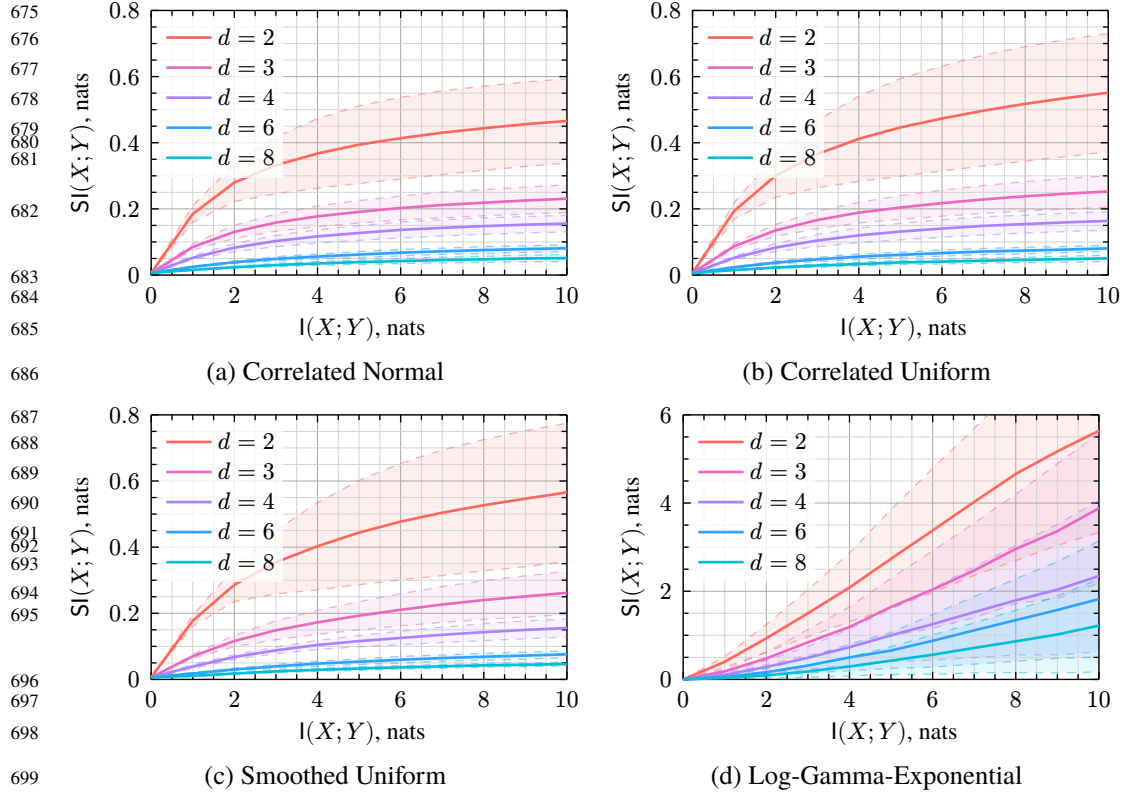 675
676
677
678
679
680
681
682
683
684
685
686
687
688
689
690
691
692
693
694
695
696
697
698
699
0.8
0.6
0.4
0.2
0
SI(X; Y), nats
d = 2
d = 3
d = 4
d = 6
d = 8
0 2 4 6 8 10
I(X; Y), nats
(a) Correlated Normal
0.8
0.6
0.4
0.2
0
SI(X; Y), nats
d = 2
d = 3
d = 4
d = 6
d = 8
0 2 4 6 8 10
I(X; Y), nats
(b) Correlated Uniform
0.8
0.6
0.4
0.2
0
SI(X; Y), nats
d = 2
d = 3
d = 4
d = 6
d = 8
0 2 4 6 8 10
I(X; Y), nats
(c) Smoothed Uniform
6
4
2
0
SI(X; Y), nats
d = 2
d = 3
d = 4
d = 6
d = 8
0 2 4 6 8 10
I(X; Y), nats
(d) Log-Gamma-Exponential